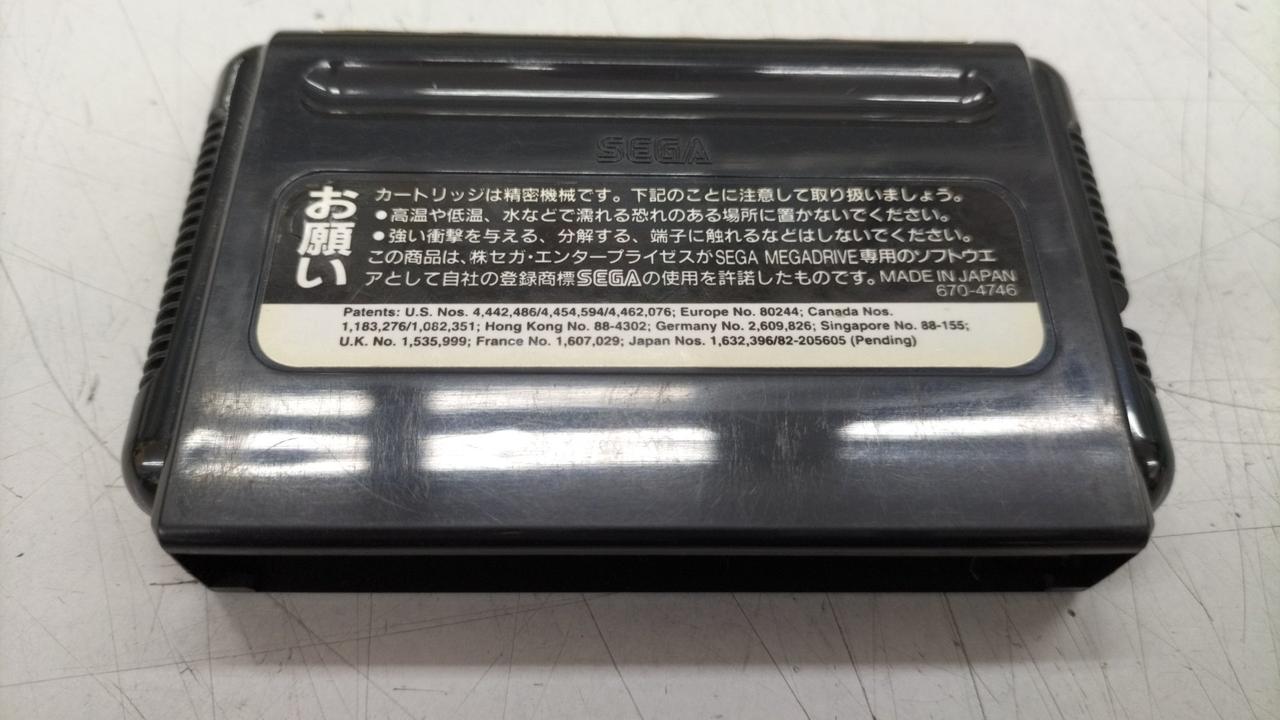 SEGA
お願い
カートリッジは精密機械です。下記のことに注意して取り扱いましょう。
●高温や低温、水などで濡れる恐れのある場所に置かないでください。
●強い衝撃を与える、分解する、端子に触れるなどはしないでください。
この商品は、㈱セガ・エンタープライゼスがSEGA MEGADRIVE専用のソフトウエ
アとして自社の登録商標SEGAの使用を許諾したものです。MADE IN JAPAN
670-4746
Patents: U.S. Nos. 4,442,486/4,454,594/4,462,076; Europe No. 80244; Canada Nos.
1,183,276/1,082,351; Hong Kong No. 88-4302; Germany No. 2,609,826; Singapore No. 88-155;
U.K. No. 1,535,999; France No. 1,607,029; Japan Nos. 1,632,396/82-205605 (Pending)